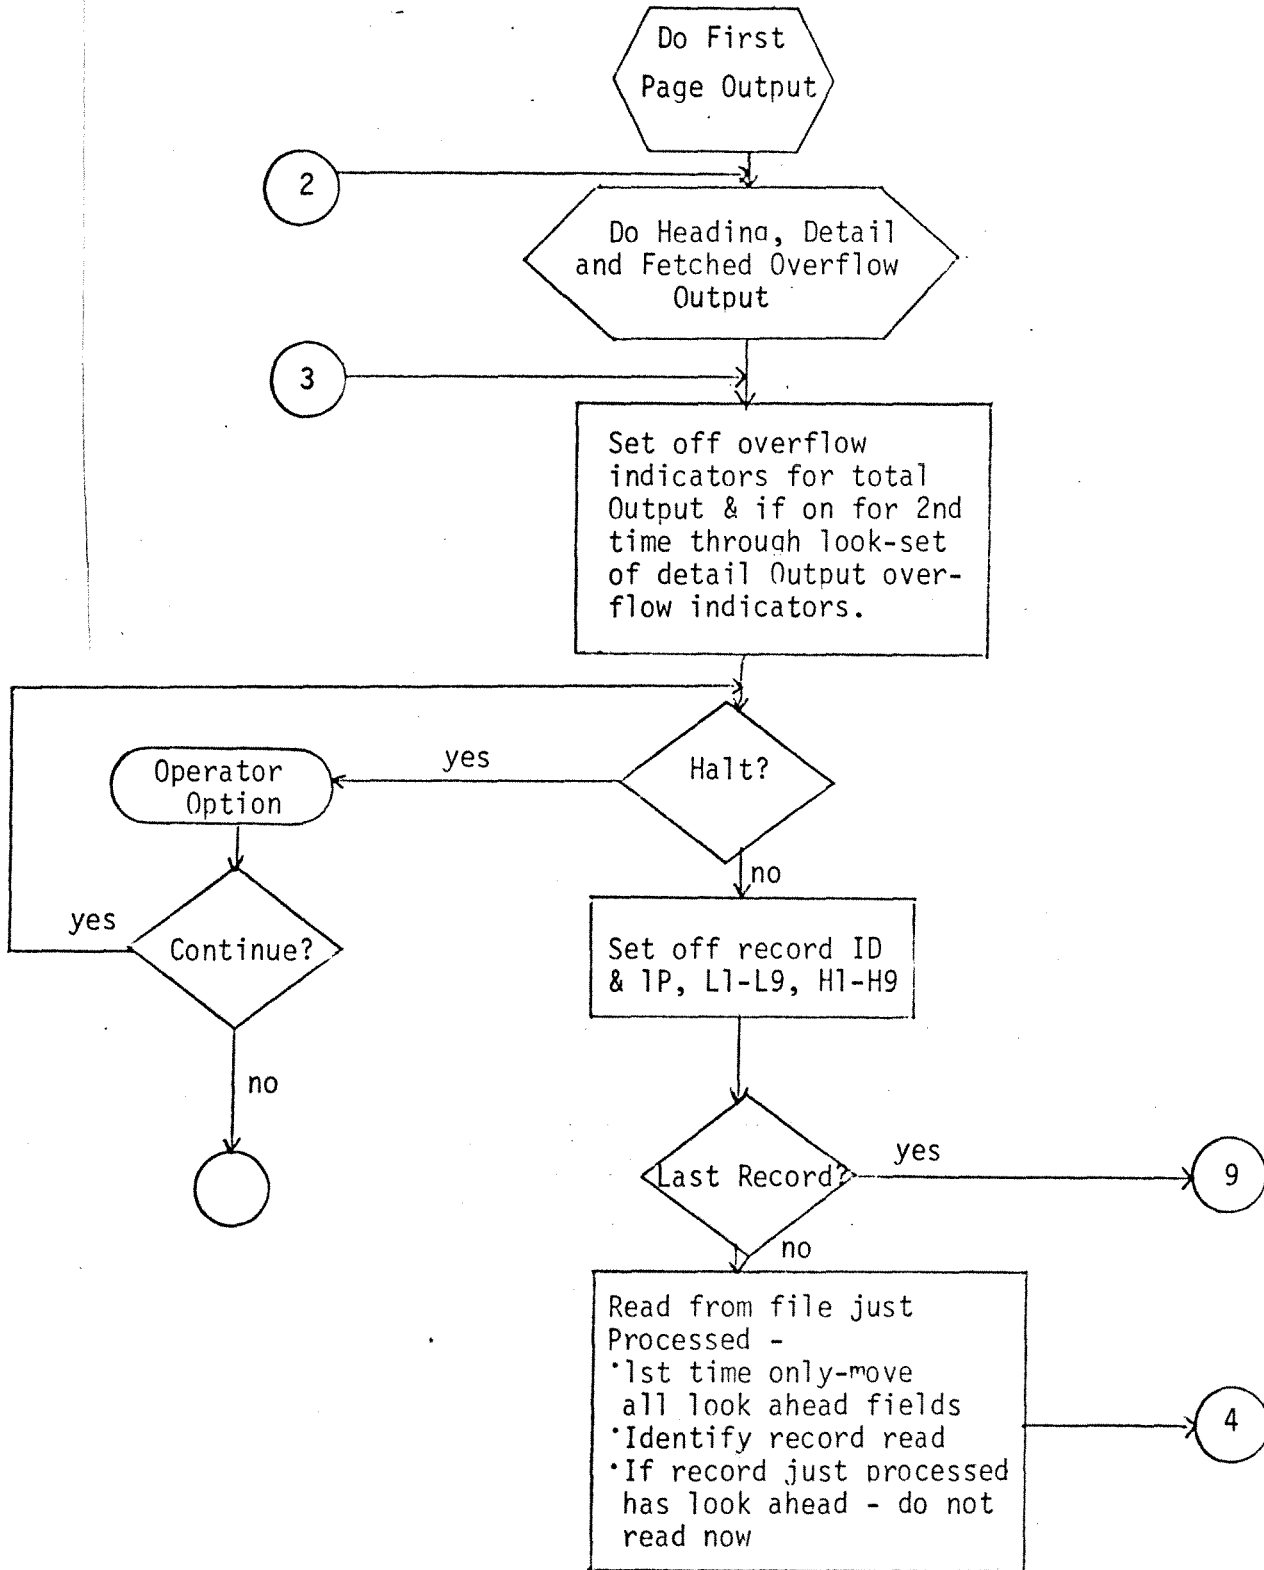 Do First
Page Output
2
Do Heading, Detail
and Fetched Overflow
Output
3
Set off overflow
indicators for total
Output & if on for 2nd
time through look-set
of detail Output over-
flow indicators.
Halt?
yes
Operator
Option
no
yes
Continue?
Set off record ID
& 1P, L1-L9, H1-H9
no
Last Record?
yes
9
no
Read from file just
Processed -
·1st time only-move
all look ahead fields
·Identify record read
·If record just processed
has look ahead - do not
read now
4